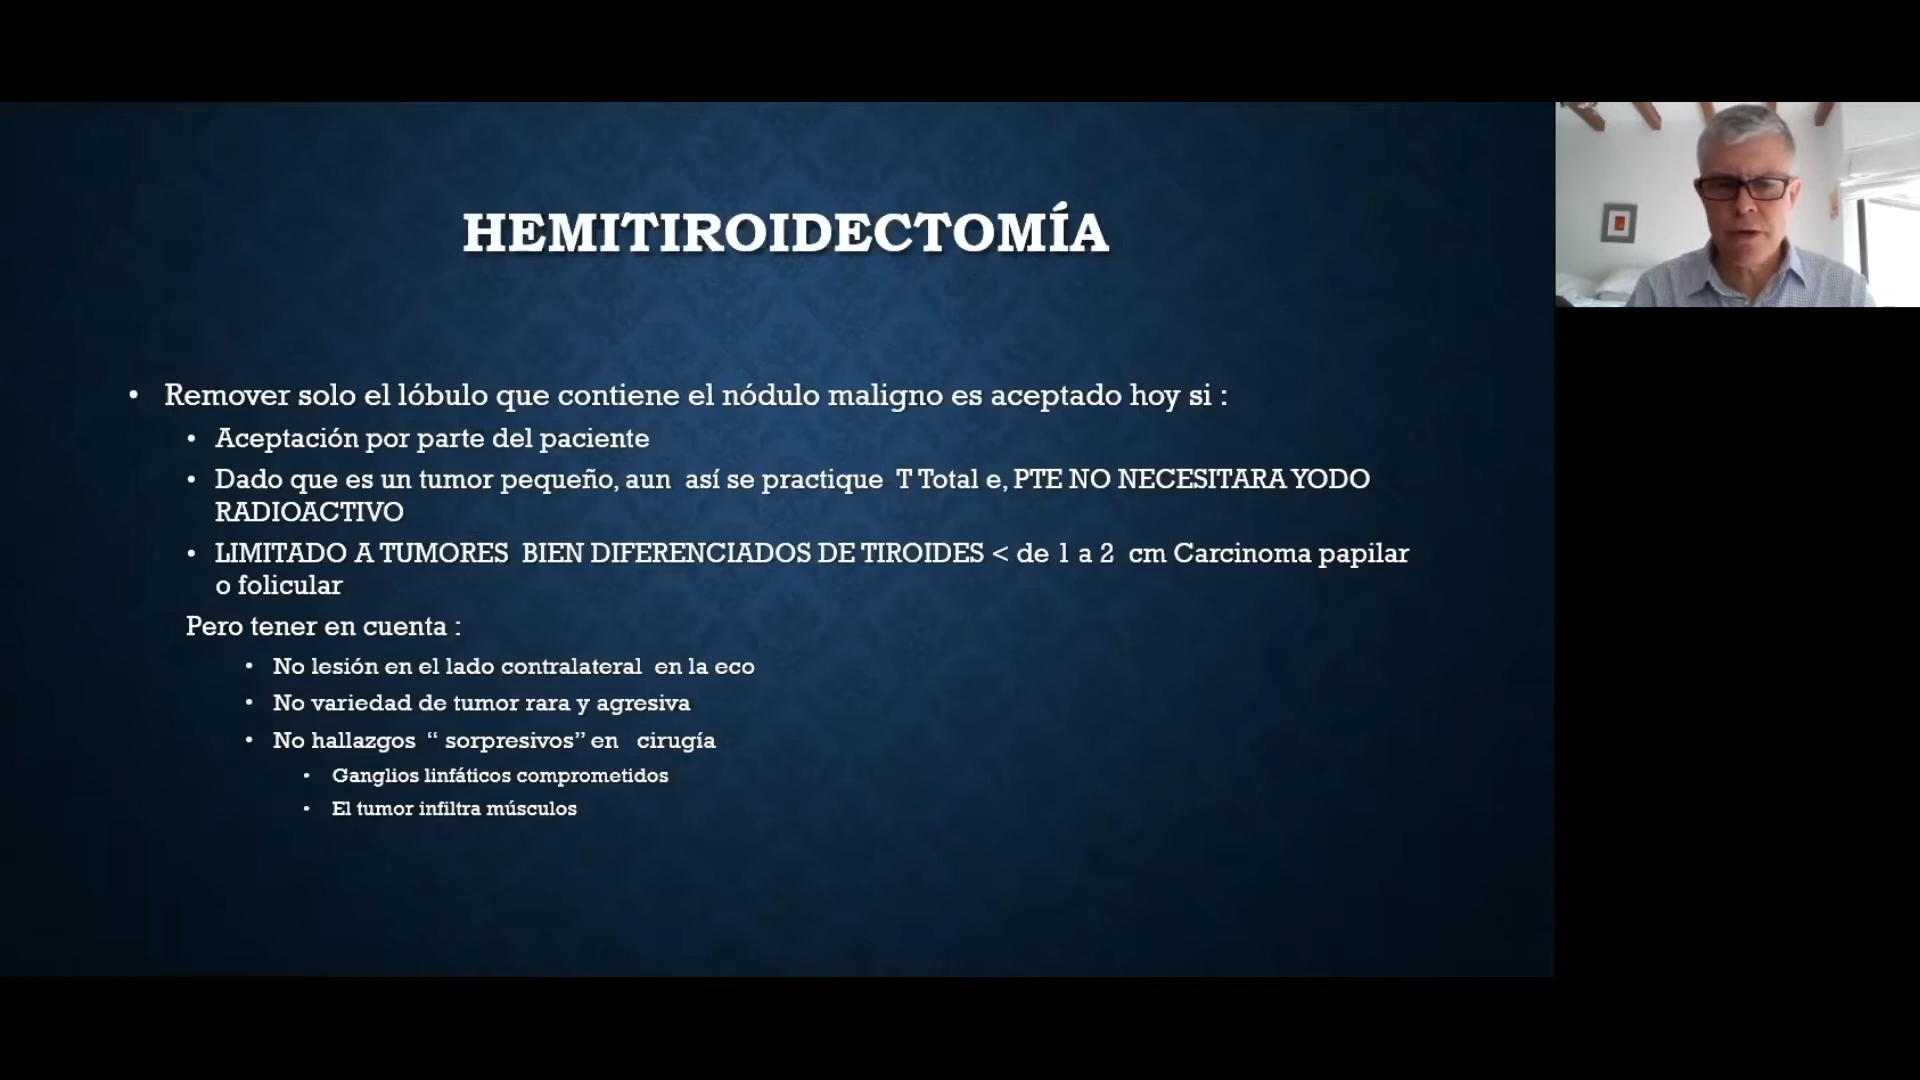 HEMITIROIDECTOMÍA
• Remover solo el lóbulo que contiene el nódulo maligno es aceptado hoy si :
• Aceptación por parte del paciente
• Dado que es un tumor pequeño, aun así se practique T Total e, PTE NO NECESITARA YODO
RADIOACTIVO
• LIMITADO A TUMORES BIEN DIFERENCIADOS DE TIROIDES < de 1 a 2 cm Carcinoma papilar
o folicular
Pero tener en cuenta :
• No lesión en el lado contralateral en la eco
• No variedad de tumor rara y agresiva
• No hallazgos “ sorpresivos” en cirugía
• Ganglios linfáticos comprometidos
• El tumor infiltra músculos